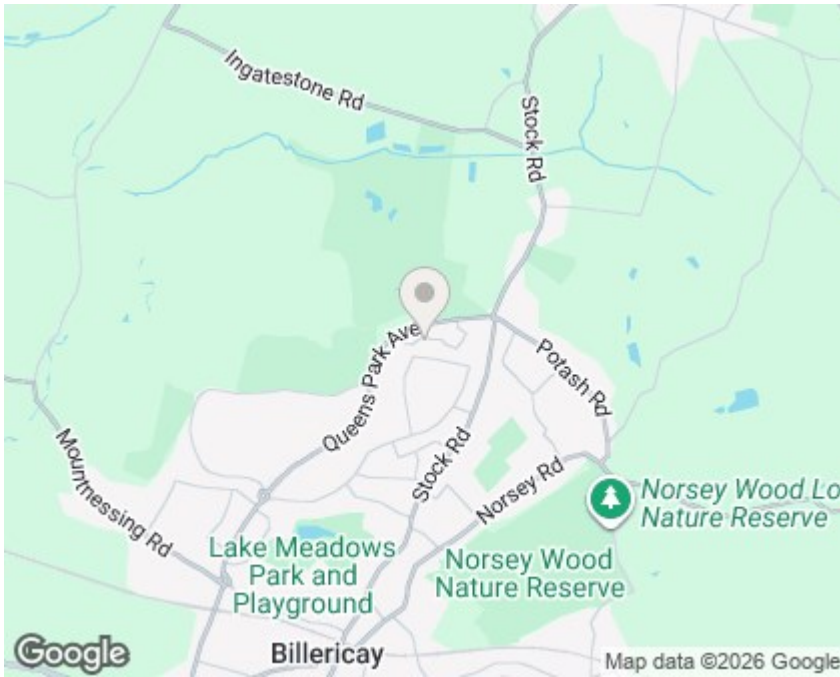 Ingatestone Rd
Stock Rd
Queens Park Ave
Potash Rd
Mountnessing Rd
Stock Rd
Norsey Rd
Norsey Wood Lo
Nature Reserve
Lake Meadows
Park and
Playground
Norsey Wood
Nature Reserve
Billericay
Google
Map data ©2026 Google